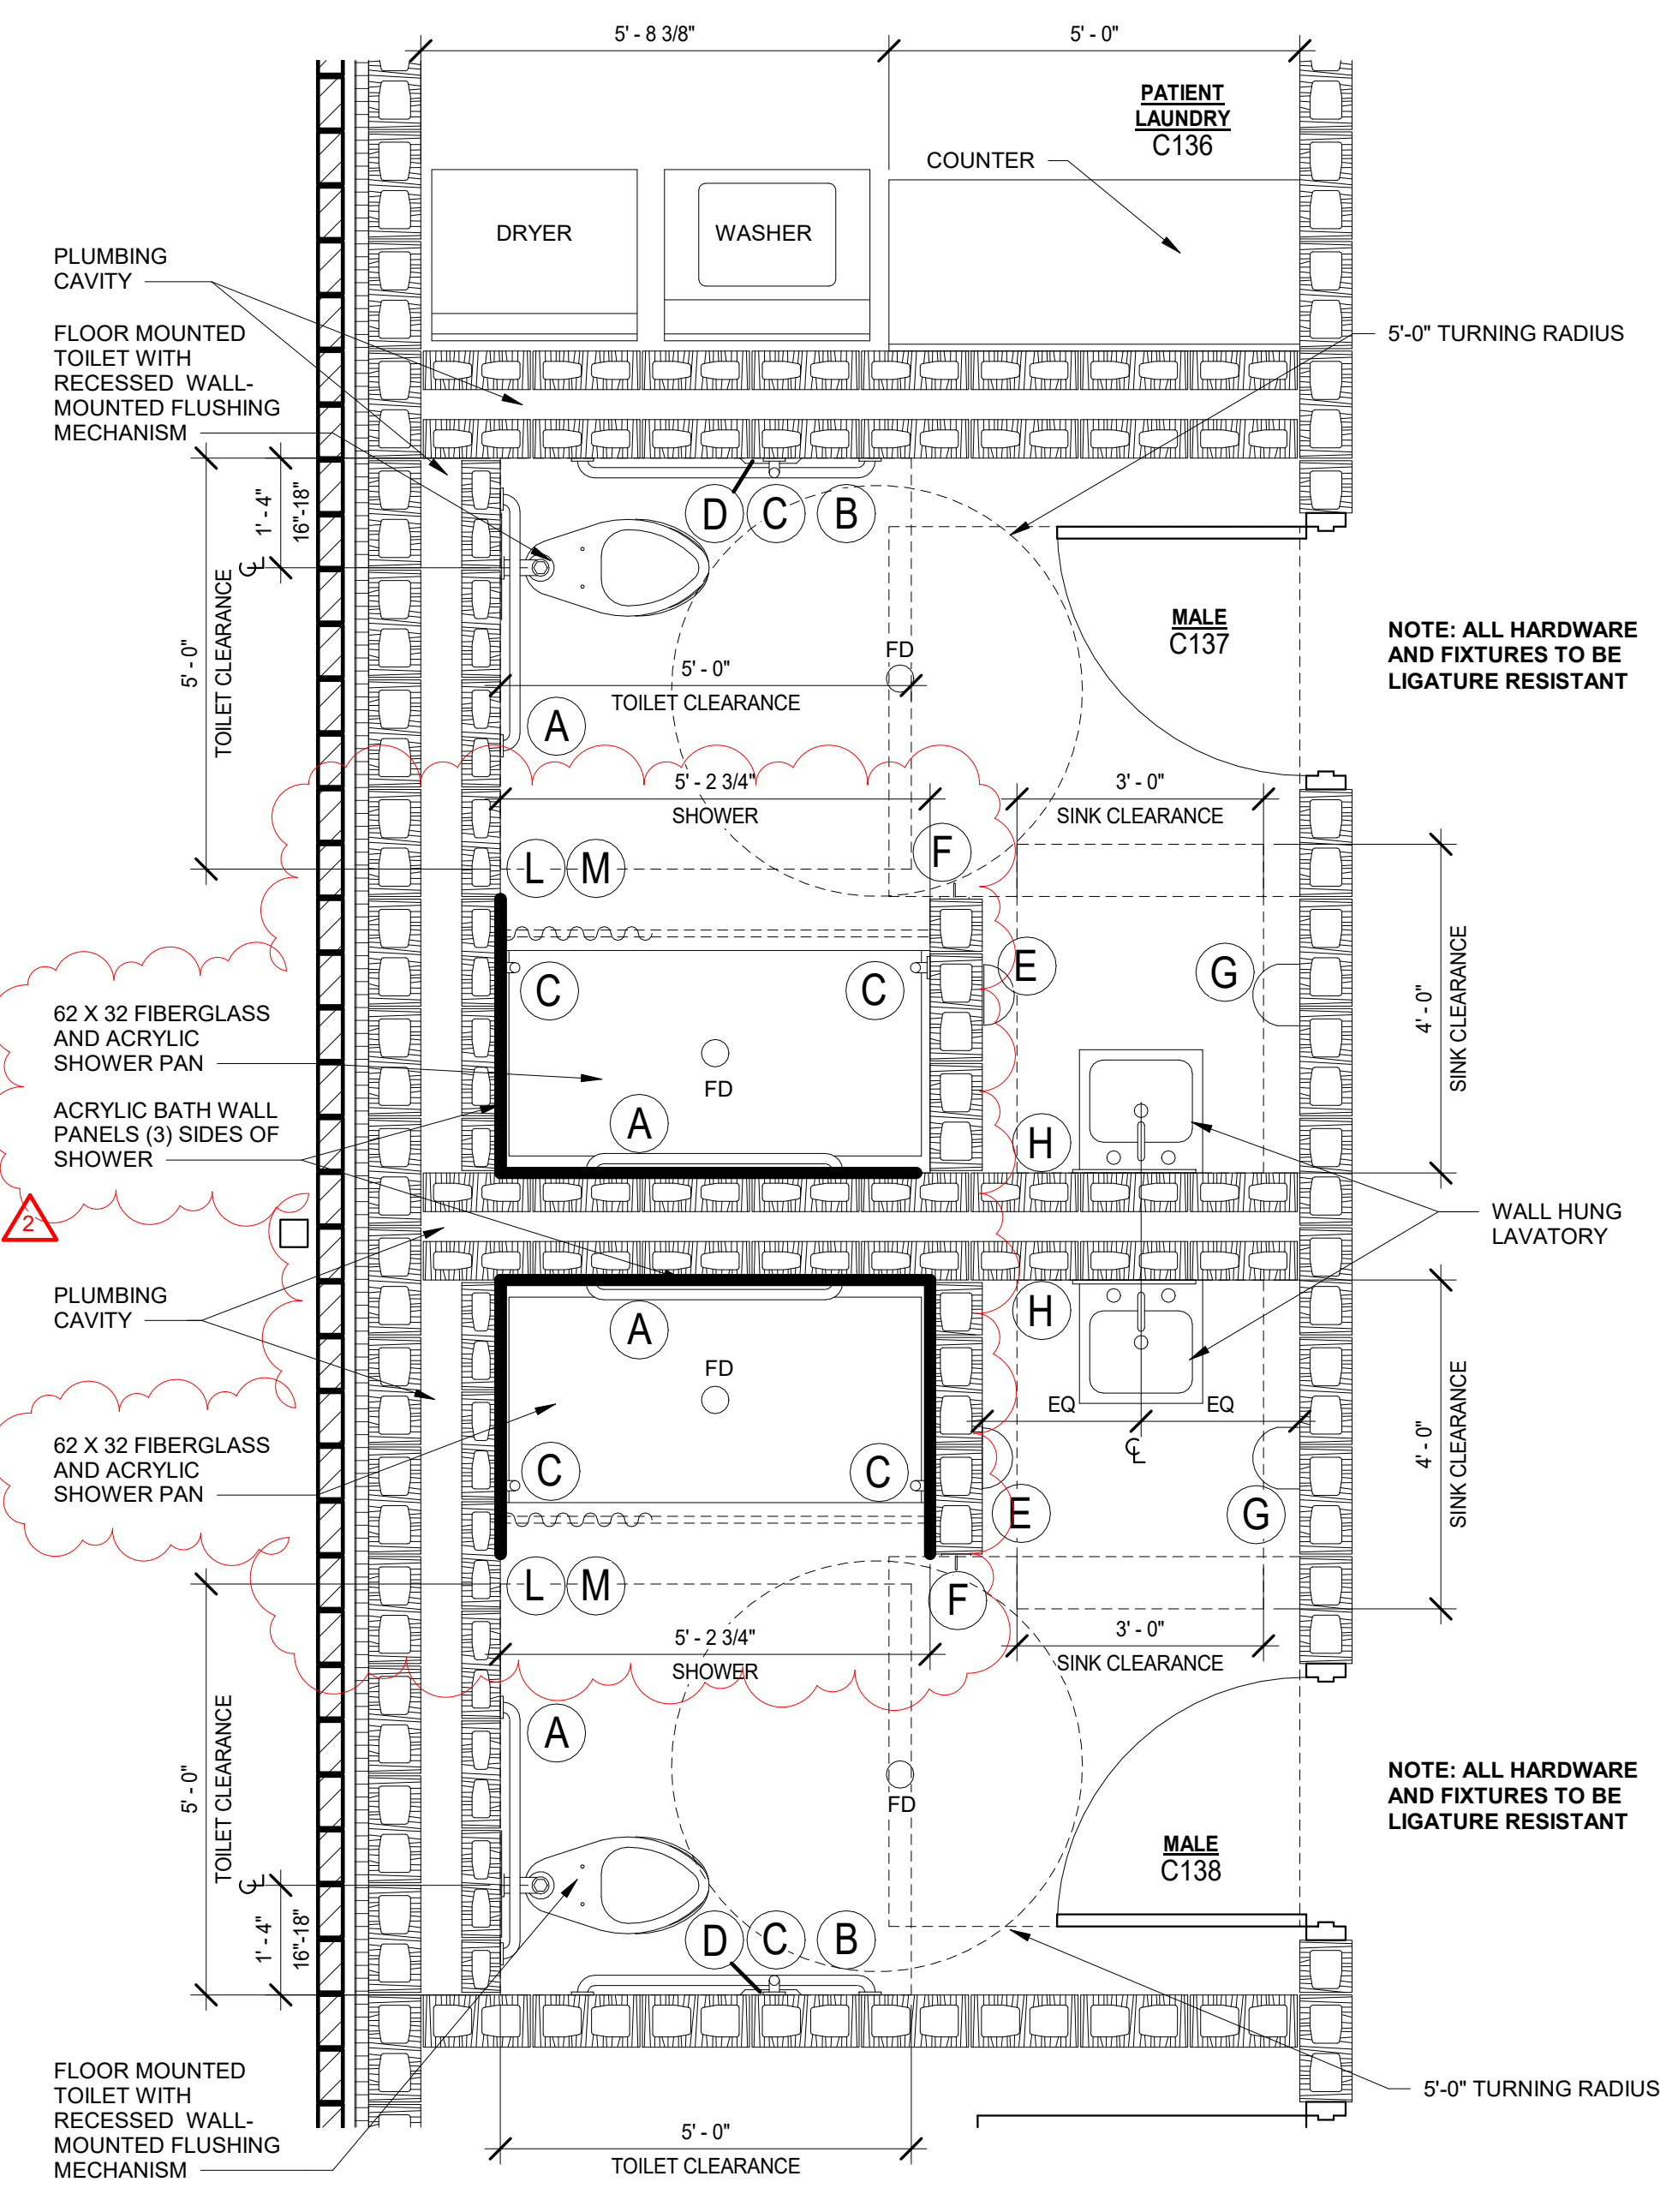 5' - 8 3/8"
5' - 0"
PATIENT
LAUNDRY
C136
COUNTER
DRYER
WASHER
PLUMBING
CAVITY
FLOOR MOUNTED
TOILET WITH
RECESSED WALL-
MOUNTED FLUSHING
MECHANISM
5'-0" TURNING RADIUS
1' - 4"
16"-18"
CL
5' - 0"
TOILET CLEARANCE
D
C
B
MALE
C137
NOTE: ALL HARDWARE
AND FIXTURES TO BE
LIGATURE RESISTANT
FD
5' - 0"
TOILET CLEARANCE
A
5' - 2 3/4"
SHOWER
3' - 0"
SINK CLEARANCE
F
L
M
E
G
C
C
4' - 0"
SINK CLEARANCE
62 X 32 FIBERGLASS
AND ACRYLIC
SHOWER PAN
FD
ACRYLIC BATH WALL
PANELS (3) SIDES OF
SHOWER
A
H
2
WALL HUNG
LAVATORY
PLUMBING
CAVITY
A
H
FD
EQ
EQ
CL
4' - 0"
SINK CLEARANCE
62 X 32 FIBERGLASS
AND ACRYLIC
SHOWER PAN
C
C
E
G
L
M
F
5' - 2 3/4"
SHOWER
3' - 0"
SINK CLEARANCE
A
5' - 0"
TOILET CLEARANCE
FD
NOTE: ALL HARDWARE
AND FIXTURES TO BE
LIGATURE RESISTANT
MALE
C138
CL
1' - 4"
16"-18"
D
C
B
FLOOR MOUNTED
TOILET WITH
RECESSED WALL-
MOUNTED FLUSHING
MECHANISM
5'-0" TURNING RADIUS
5' - 0"
TOILET CLEARANCE